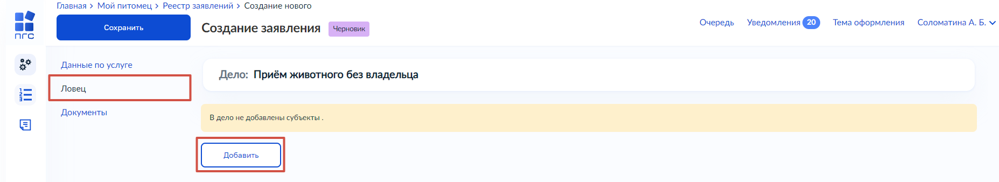 Главная > Мой питомец > Реестр заявлений > Создание нового
пгс
Сохранить
Создание заявления
Черновик
Очередь
Уведомления 20
Тема оформления
Соломатина А. Б.
Данные по услуге
Ловец
Документы
Дело: Приём животного без владельца
В дело не добавлены субъекты .
Добавить